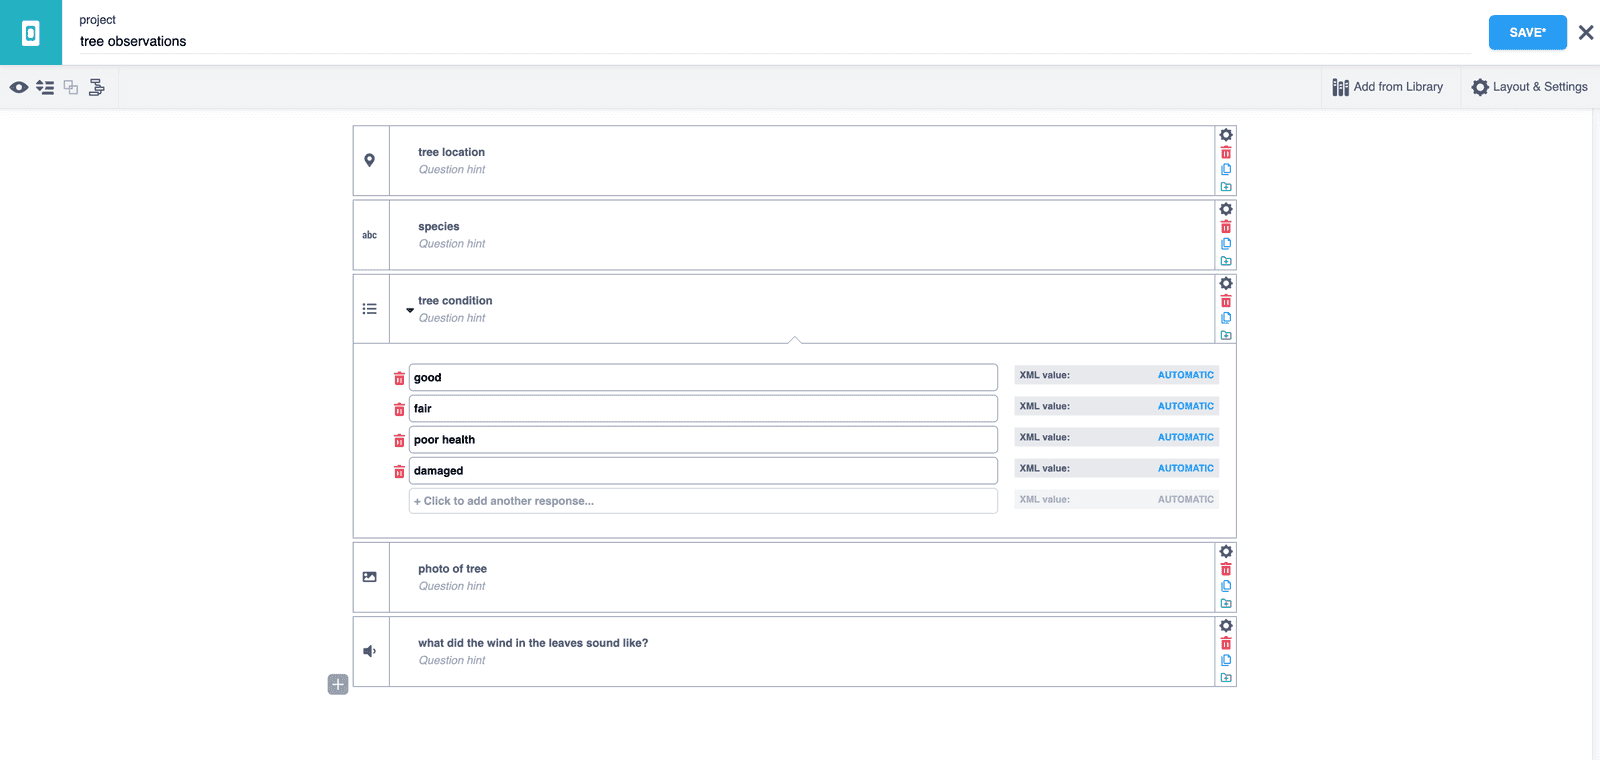 project
tree observations
SAVE*
Add from Library
Layout & Settings
tree location
Question hint
abc
species
Question hint
tree condition
Question hint
good
XML value: AUTOMATIC
fair
XML value: AUTOMATIC
poor health
XML value: AUTOMATIC
damaged
XML value: AUTOMATIC
+ Click to add another response...
XML value: AUTOMATIC
photo of tree
Question hint
what did the wind in the leaves sound like?
Question hint